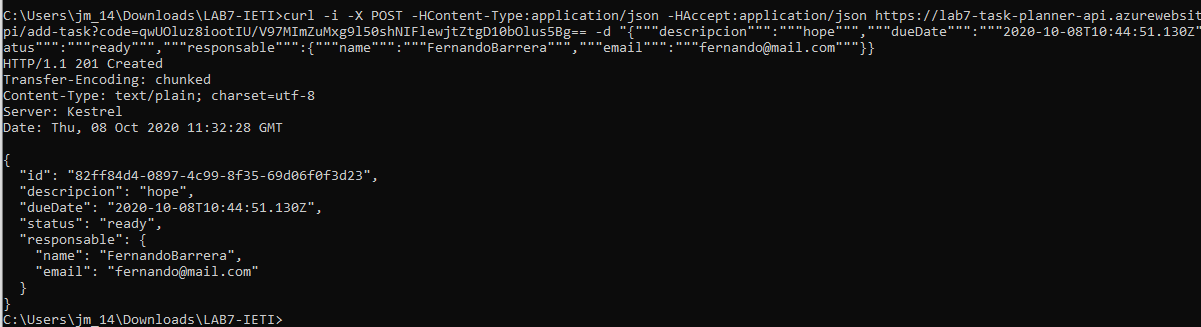 C:\Users\jm_14\Downloads\LAB7-IETI>curl -i -X POST -HContent-Type:application/json -HAccept:application/json https://lab7-task-planner-api.azurewebsit
pi/add-task?code=qwUOluz8iootIU/V97MImZuMxg9l50shNIFlewjtZtgD10bOlus5Bg== -d "{"""descripcion""":"""hope""","""dueDate""":"""2020-10-08T10:44:51.130Z"
atus""":"""ready""","""responsable""":{"""name""":"""FernandoBarrera""","""email""":"""fernando@mail.com"""}}
HTTP/1.1 201 Created
Transfer-Encoding: chunked
Content-Type: text/plain; charset=utf-8
Server: Kestrel
Date: Thu, 08 Oct 2020 11:32:28 GMT
{
"id": "82ff84d4-0897-4c99-8f35-69d06f0f3d23",
"descripcion": "hope",
"dueDate": "2020-10-08T10:44:51.130Z",
"status": "ready",
"responsable": {
"name": "FernandoBarrera",
"email": "fernando@mail.com"
}
}
C:\Users\jm_14\Downloads\LAB7-IETI>